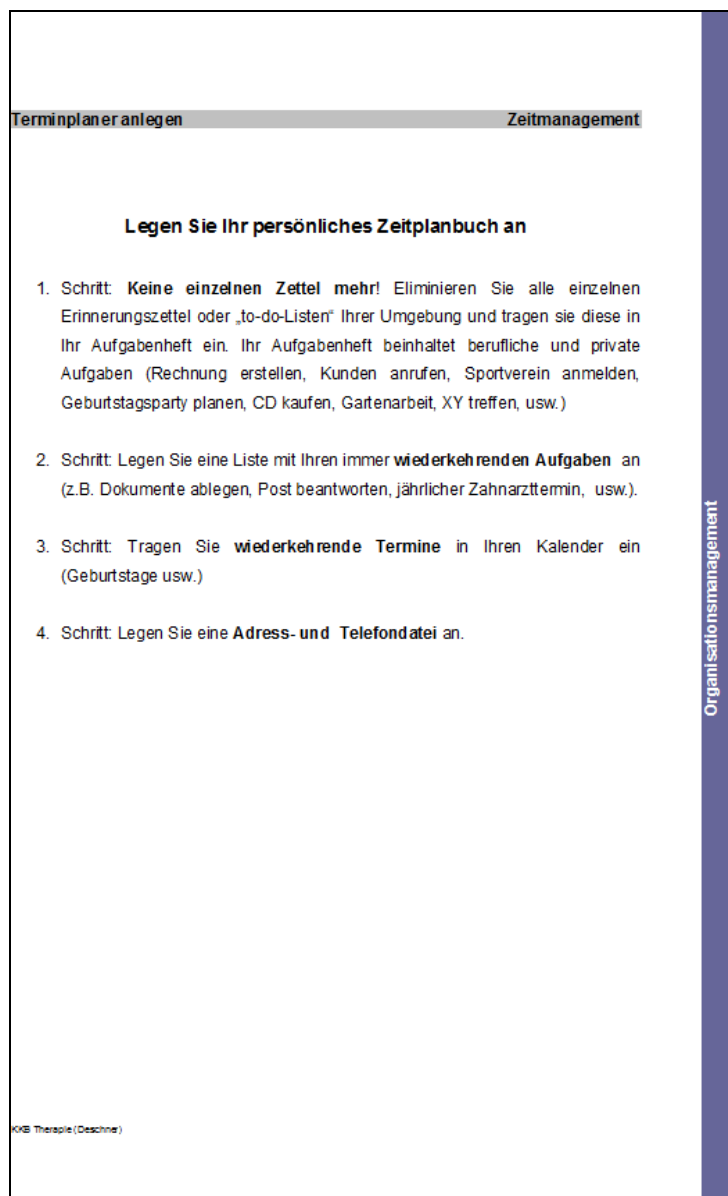 Terminplaner anlegen Zeitmanagement
Legen Sie Ihr persönliches Zeitplanbuch an
1. Schritt: Keine einzelnen Zettel mehr! Eliminieren Sie alle einzelnen
Erinnerungszettel oder „to-do-Listen“ Ihrer Umgebung und tragen sie diese in
Ihr Aufgabenheft ein. Ihr Aufgabenheft beinhaltet berufliche und private
Aufgaben (Rechnung erstellen, Kunden anrufen, Sportverein anmelden,
Geburtstagsparty planen, CD kaufen, Gartenarbeit, XY treffen, usw.)
2. Schritt: Legen Sie eine Liste mit Ihren immer wiederkehrenden Aufgaben an
(z.B. Dokumente ablegen, Post beantworten, jährlicher Zahnarzttermin, usw.).
3. Schritt: Tragen Sie wiederkehrende Termine in Ihren Kalender ein
(Geburtstage usw.)
4. Schritt: Legen Sie eine Adress- und Telefondatei an.
Organisationsmanagement
KKB Therapie (Deschner)